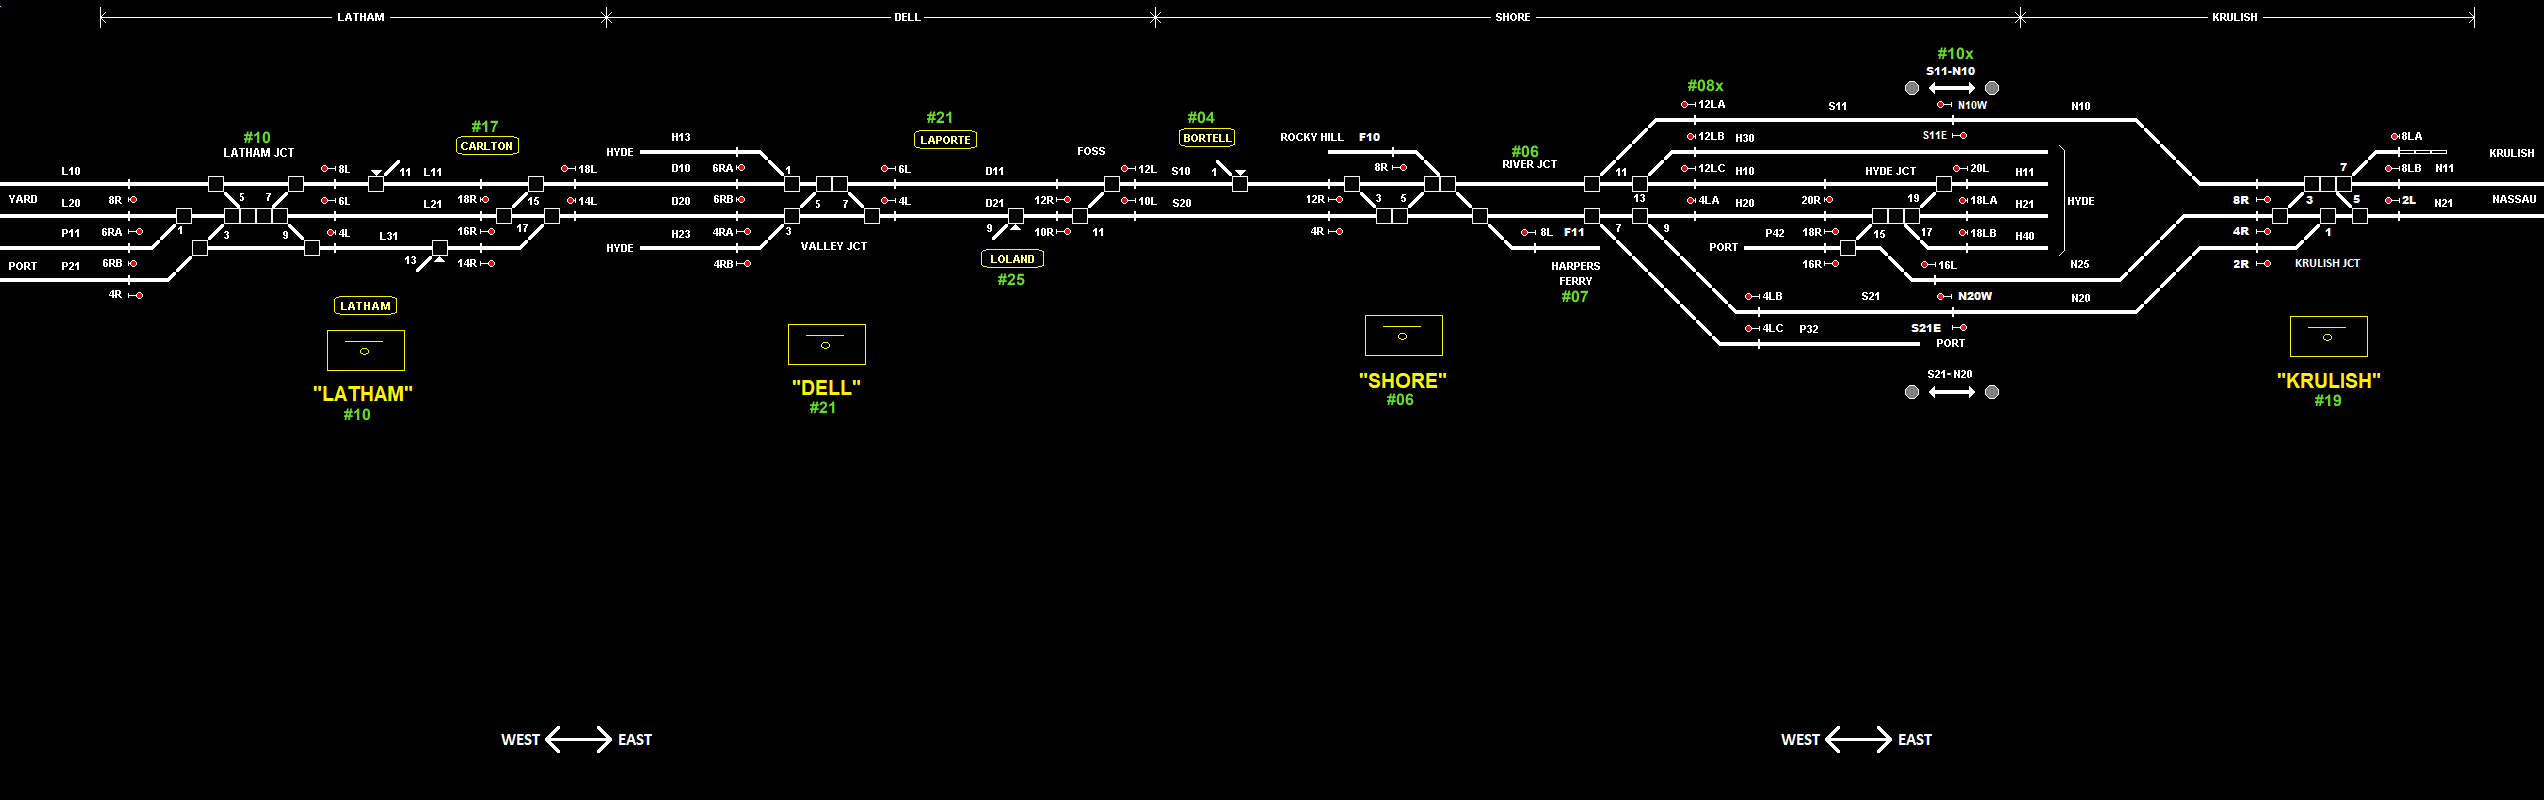 LATHAM
DELL
SHORE
KRULISH
#10x
S11-N10
#08x
12LA
S11
N10W
N10
#10
LATHAM JCT
#17
CARLTON
H13
HYDE
#21
LAPORTE
FOSS
#04
BORTELL
ROCKY HILL
F10
#06
RIVER JCT
12LB
H30
S11E
8LA
KRULISH
L10
8L
11
L11
18L
D10
6RA
1
6L
D11
12L
S10
1
8R
11
12LC
H10
HYDE JCT
20L
H11
7
8LB
N11
YARD
L20
8R
5
7
6L
L21
18R
15
14L
D20
6RB
5
7
4L
D21
12R
10L
S20
12R
3
5
13
4LA
H20
20R
19
18LA
H21
HYDE
8R
3
5
2L
N21
NASSAU
P11
6RA
1
3
9
4L
L31
16R
17
HYDE
H23
4RA
3
VALLEY JCT
9
10R
11
4R
8L
F11
7
9
PORT
P42
18R
15
17
18LB
H40
4R
1
PORT
P21
6RB
13
14R
4RB
LOLAND
#25
HARPERS
FERRY
#07
16R
16L
N25
2R
KRULISH JCT
4R
LATHAM
4LB
S21
N20W
N20
4LC
P32
S21E
PORT
S21-N20
"LATHAM"
#10
"DELL"
#21
"SHORE"
#06
"KRULISH"
#19
WEST
EAST
WEST
EAST